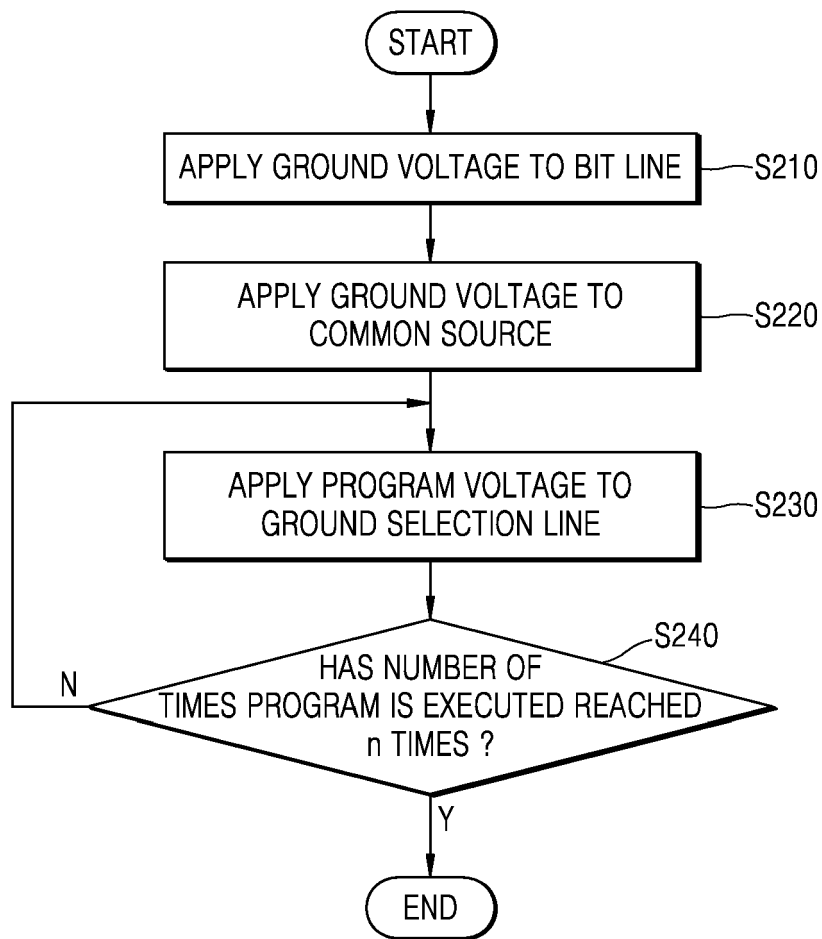 START
APPLY GROUND VOLTAGE TO BIT LINE
S210
APPLY GROUND VOLTAGE TO
COMMON SOURCE
S220
APPLY PROGRAM VOLTAGE TO
GROUND SELECTION LINE
S230
S240
HAS NUMBER OF
TIMES PROGRAM IS EXECUTED REACHED
n TIMES ?
N
Y
END